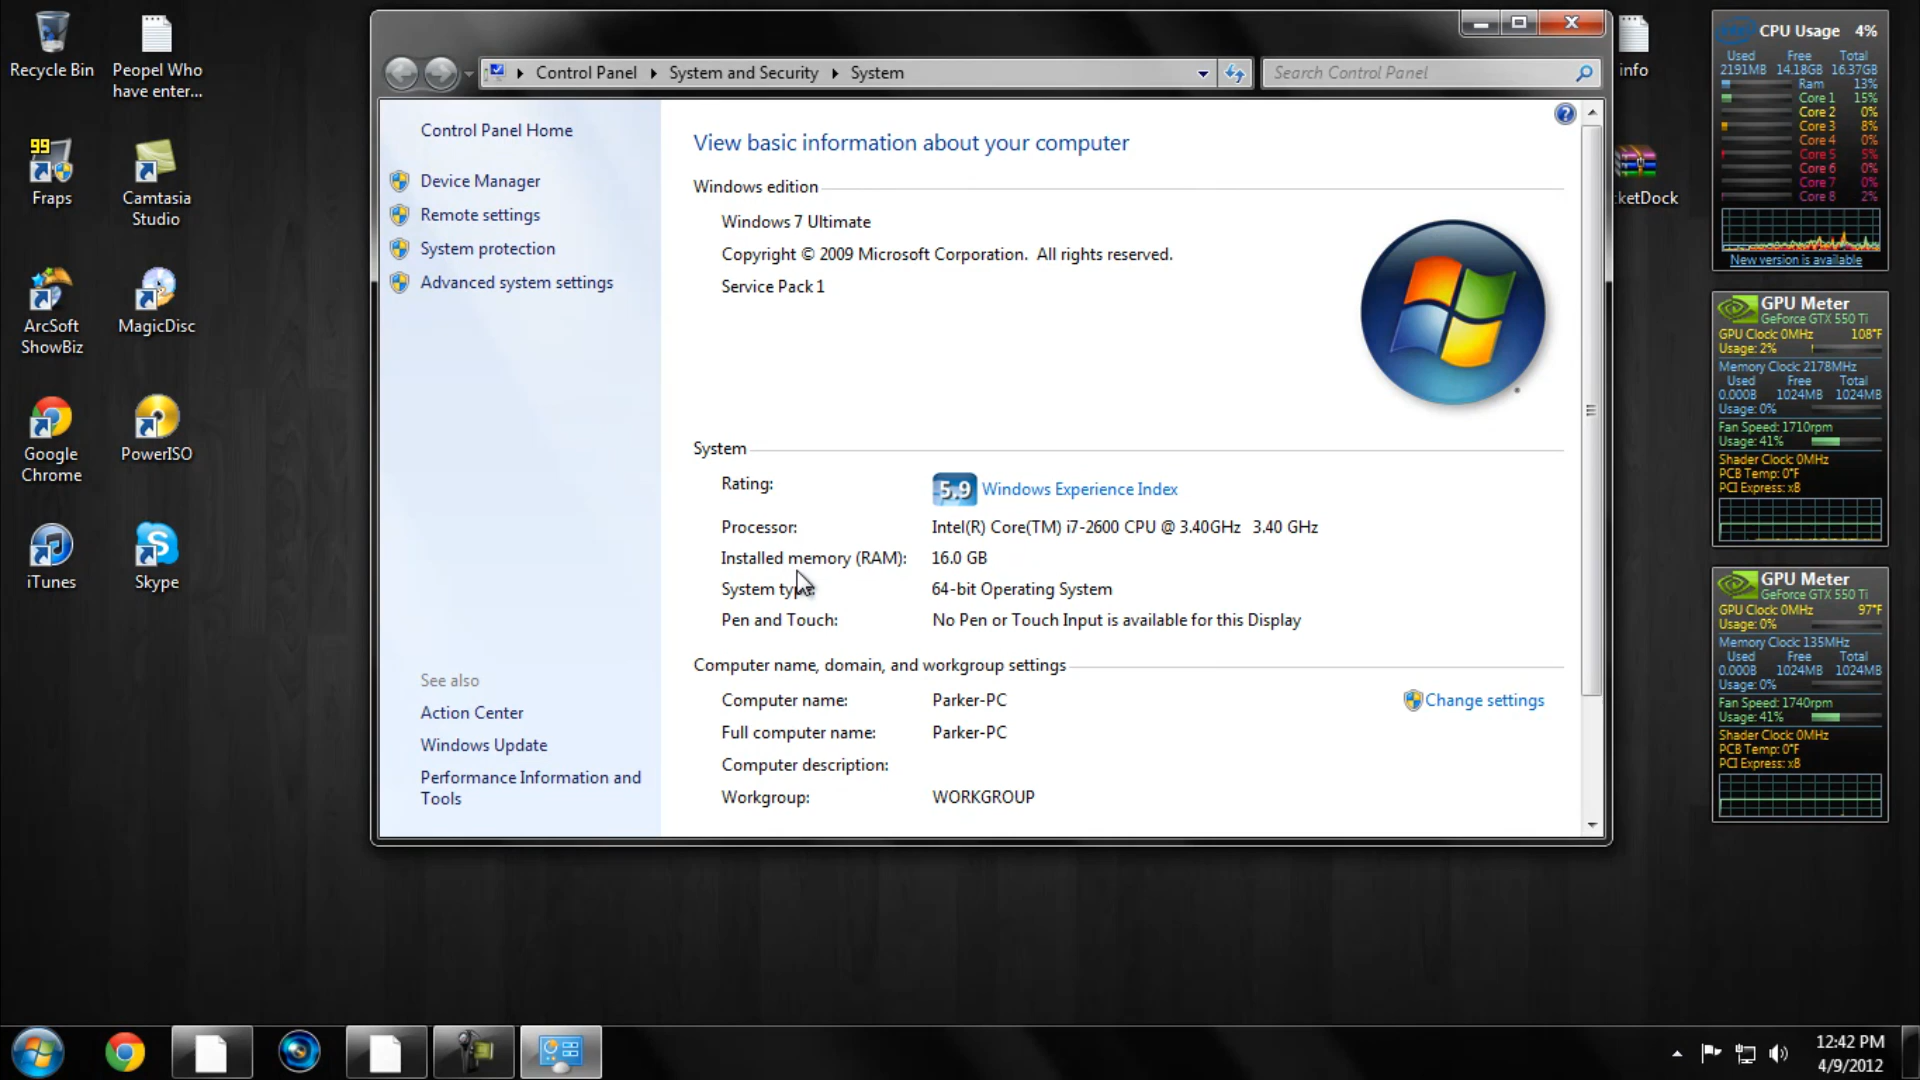 Recycle Bin
Peopel Who
have enter...
99
Fraps
Camtasia
Studio
ArcSoft
ShowBiz
MagicDisc
Google
Chrome
PowerISO
iTunes
S
Skype
Control Panel
System and Security
System
Search Control Panel
Control Panel Home
Device Manager
Remote settings
System protection
Advanced system settings
See also
Action Center
Windows Update
Performance Information and
Tools
View basic information about your computer
Windows edition
Windows 7 Ultimate
Copyright © 2009 Microsoft Corporation.  All rights reserved.
Service Pack 1
System
Rating:
5.9 Windows Experience Index
Processor: Intel(R) Core(TM) i7-2600 CPU @ 3.40GHz  3.40 GHz
Installed memory (RAM): 16.0 GB
System type: 64-bit Operating System
Pen and Touch: No Pen or Touch Input is available for this Display
Computer name, domain, and workgroup settings
Computer name: Parker-PC
Change settings
Full computer name: Parker-PC
Computer description:
Workgroup: WORKGROUP
info
ketDock
CPU Usage 4%
Used Free Total
2191MB 14.18GB 16.37GB
Ram 13%
Core 1 15%
Core 2 0%
Core 3 8%
Core 4 0%
Core 5 5%
Core 6 0%
Core 7 0%
Core 8 2%
New version is available
GPU Meter
GeForce GTX 550 Ti
GPU Clock: 0MHz 108°F
Usage: 2%
Memory Clock: 2178MHz
Used Free Total
0.000B 1024MB 1024MB
Usage: 0%
Fan Speed: 1710rpm
Usage: 41%
Shader Clock: 0MHz
PCB Temp: 0°F
PCI Express: x8
GPU Meter
GeForce GTX 550 Ti
GPU Clock: 0MHz 97°F
Usage: 0%
Memory Clock: 135MHz
Used Free Total
0.000B 1024MB 1024MB
Usage: 0%
Fan Speed: 1740rpm
Usage: 41%
Shader Clock: 0MHz
PCB Temp: 0°F
PCI Express: x8
12:42 PM
4/9/2012